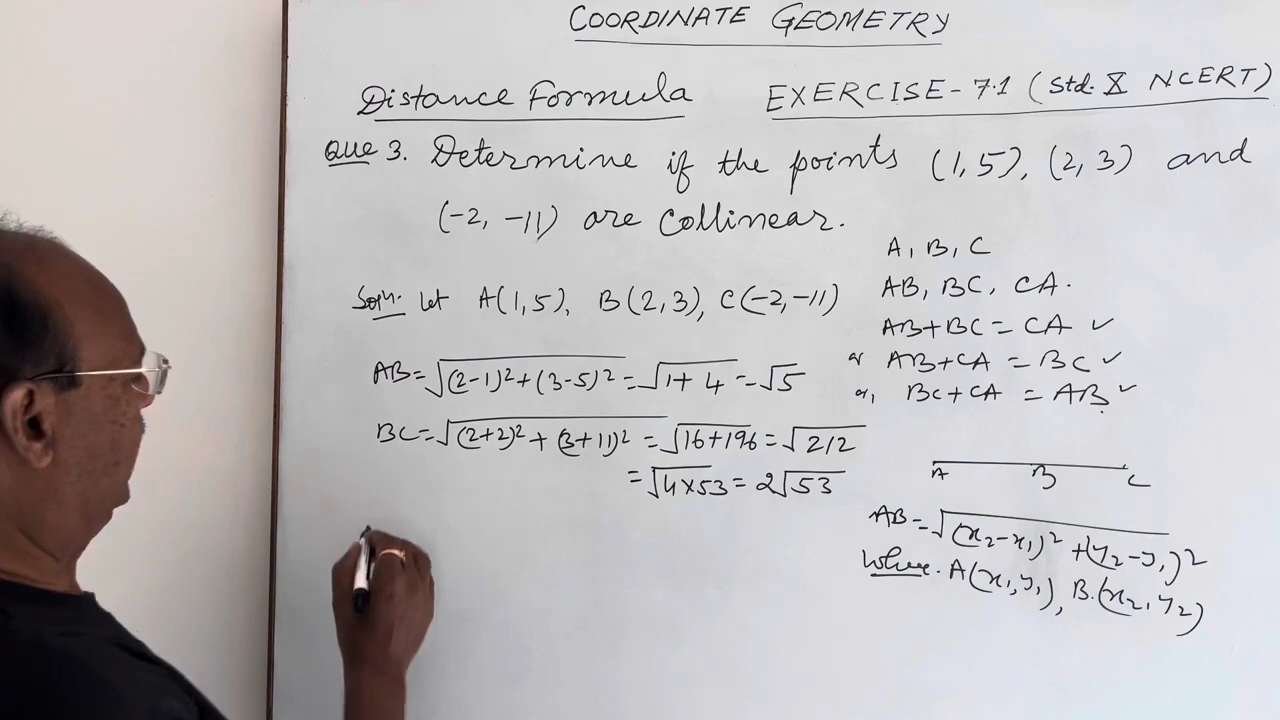 COORDINATE GEOMETRY
Distance Formula EXERCISE-7.1 (Std. X NCERT)
Que 3. Determine if the points (1,5), (2,3) and
(-2, -11) are collinear.
Soln. Let A(1,5), B(2,3), C(-2,-11)
AB=√(2-1)²+(3-5)²=√1+4=√5
BC=√(2+2)²+(3+11)²=√16+196=√212
=√4×53=2√53
A, B, C
AB, BC, CA.
AB+BC=CA ✓
or AB+CA=BC ✓
or, BC+CA=AB ✓
A B C
AB=√(x₂-x₁)²+(y₂-y₁)²
Where. A(x₁,y₁), B.(x₂,y₂)